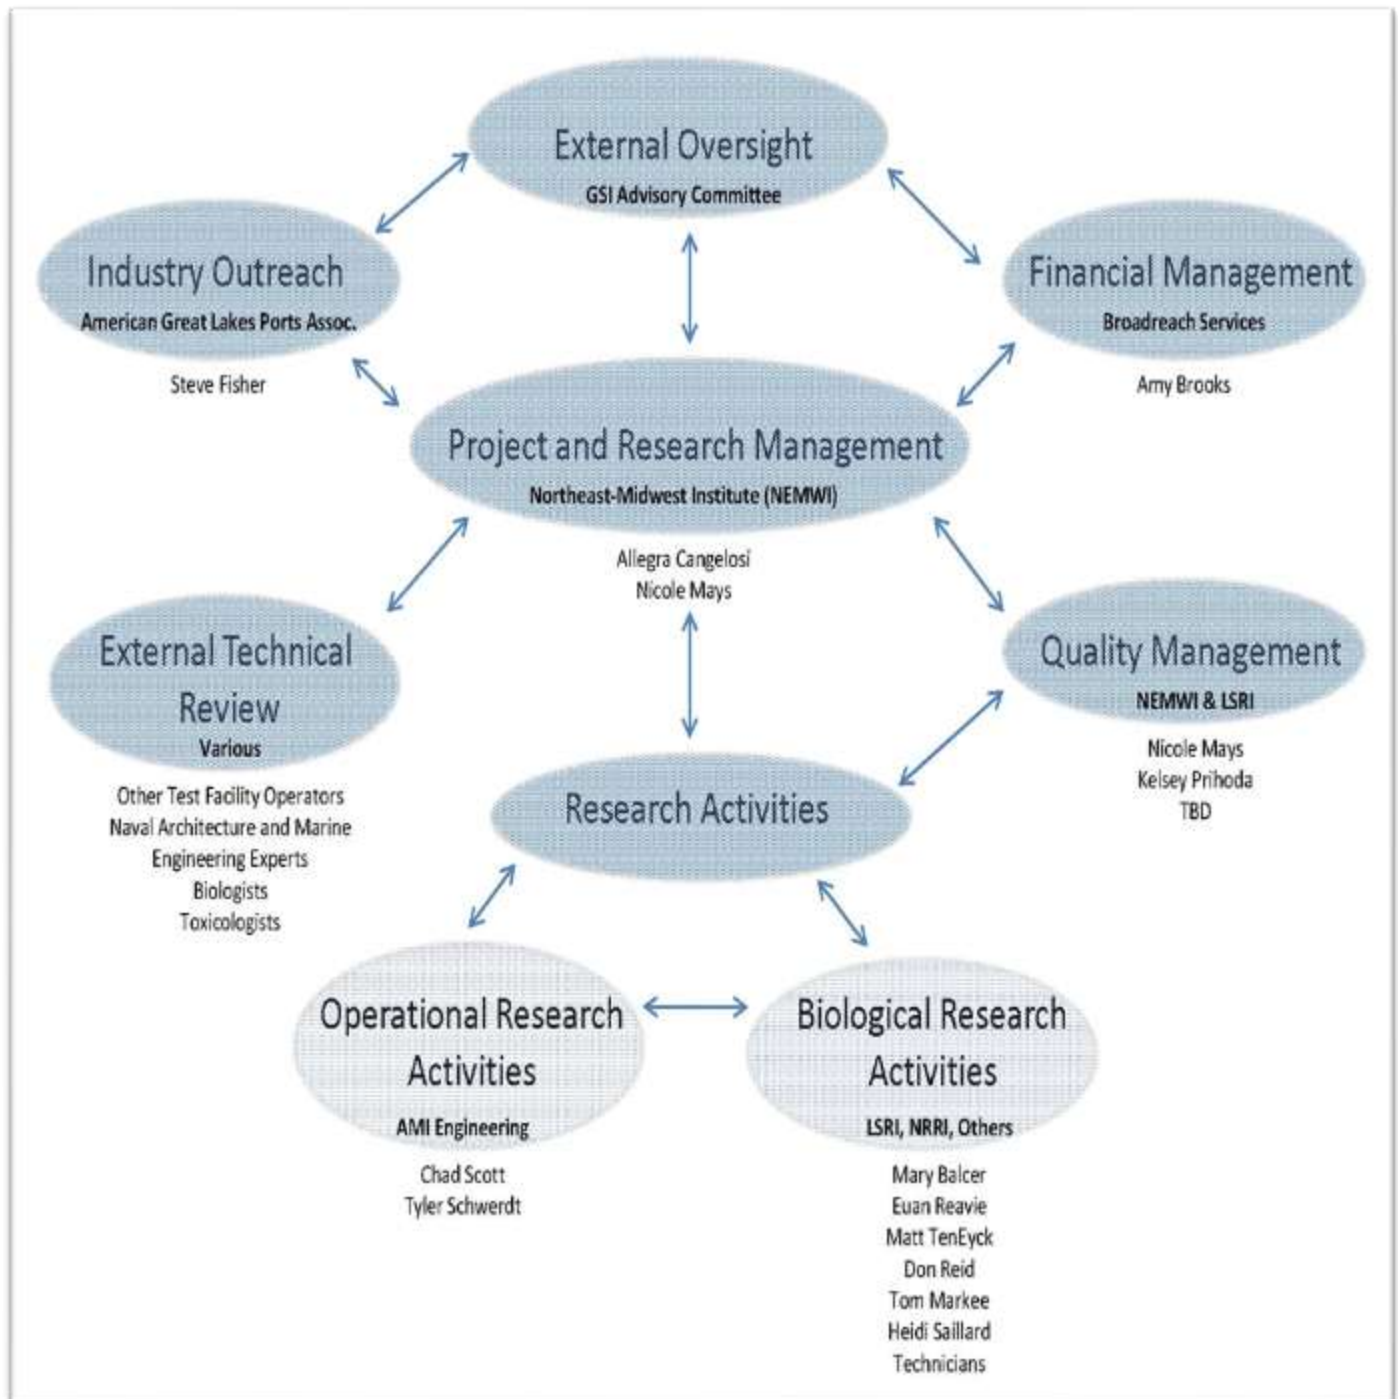 External Oversight
GSI Advisory Committee
Industry Outreach
American Great Lakes Ports Assoc.
Steve Fisher
Financial Management
Broadreach Services
Amy Brooks
Project and Research Management
Northeast-Midwest Institute (NEMWI)
Allegra Cangelosi
Nicole Mays
External Technical
Review
Various
Other Test Facility Operators
Naval Architecture and Marine
Engineering Experts
Biologists
Toxicologists
Quality Management
NEMWI & LSRI
Nicole Mays
Kelsey Prihoda
TBD
Research Activities
Operational Research
Activities
AMI Engineering
Chad Scott
Tyler Schwerdt
Biological Research
Activities
LSRI, NRRI, Others
Mary Balcer
Euan Reavie
Matt TenEyck
Don Reid
Tom Markee
Heidi Saillard
Technicians